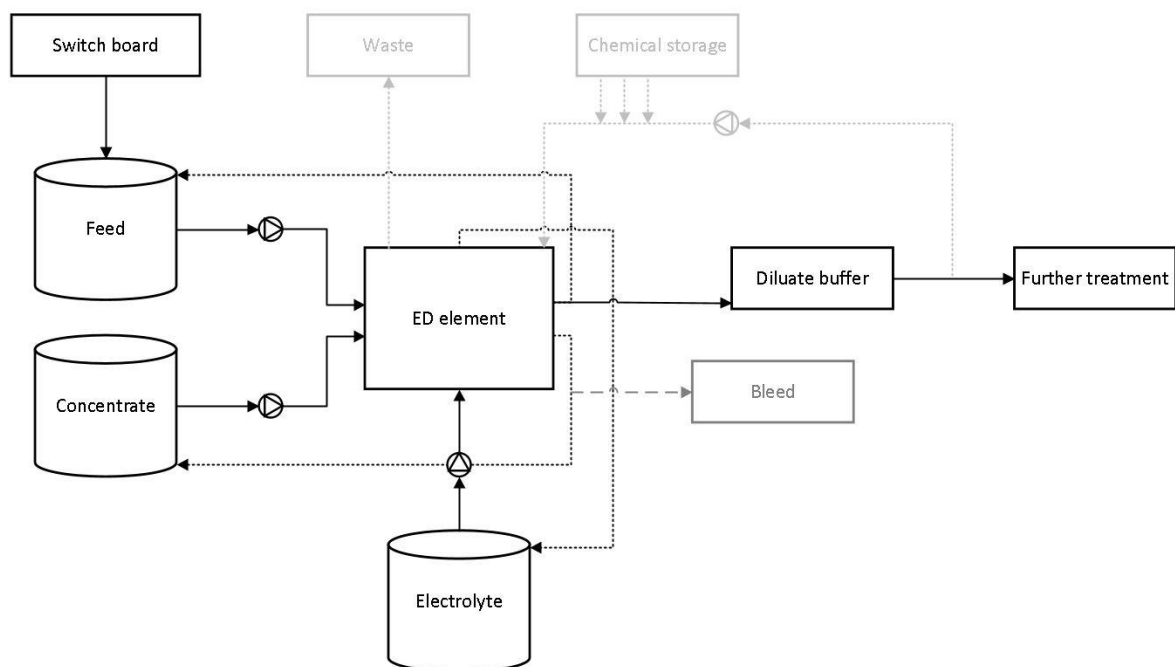 Switch board
Waste
Chemical storage
Feed
ED element
Diluate buffer
Further treatment
Concentrate
Bleed
Electrolyte